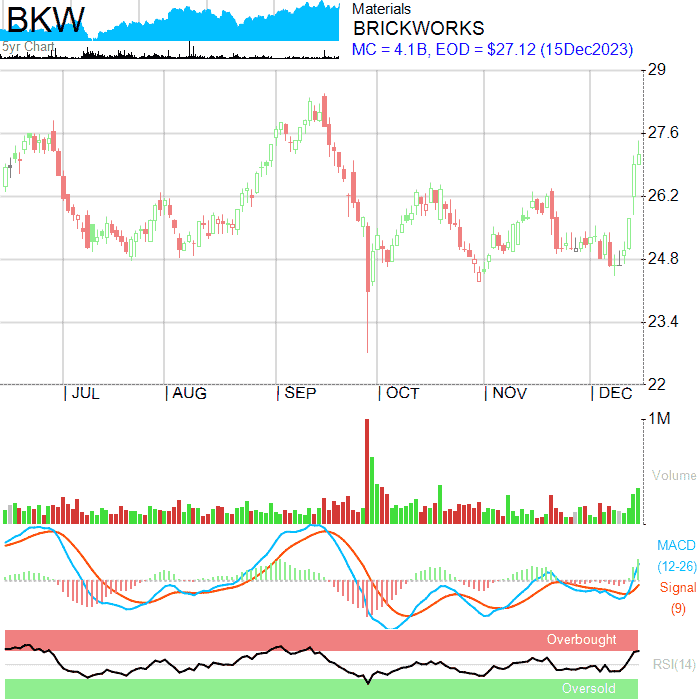 BKW
5yr Chart
Materials
BRICKWORKS
MC = 4.1B, EOD = $27.12 (15Dec2023)
29
27.6
26.2
24.8
23.4
22
JUL
AUG
SEP
OCT
NOV
DEC
1M
Volume
MACD
(12-26)
Signal
(9)
Overbought
RSI(14)
Oversold